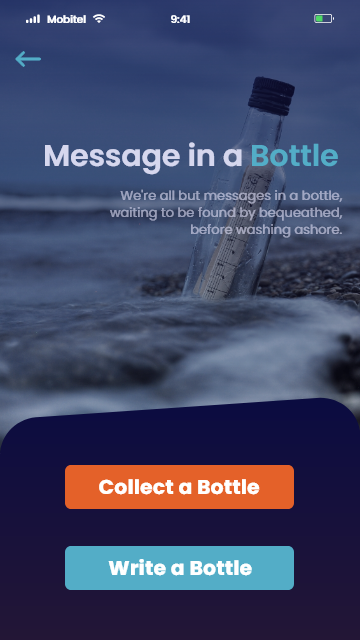 Mobitel 9:41
Message in a Bottle
We're all but messages in a bottle,
waiting to be found by bequeathed,
before washing ashore.
Collect a Bottle
Write a Bottle